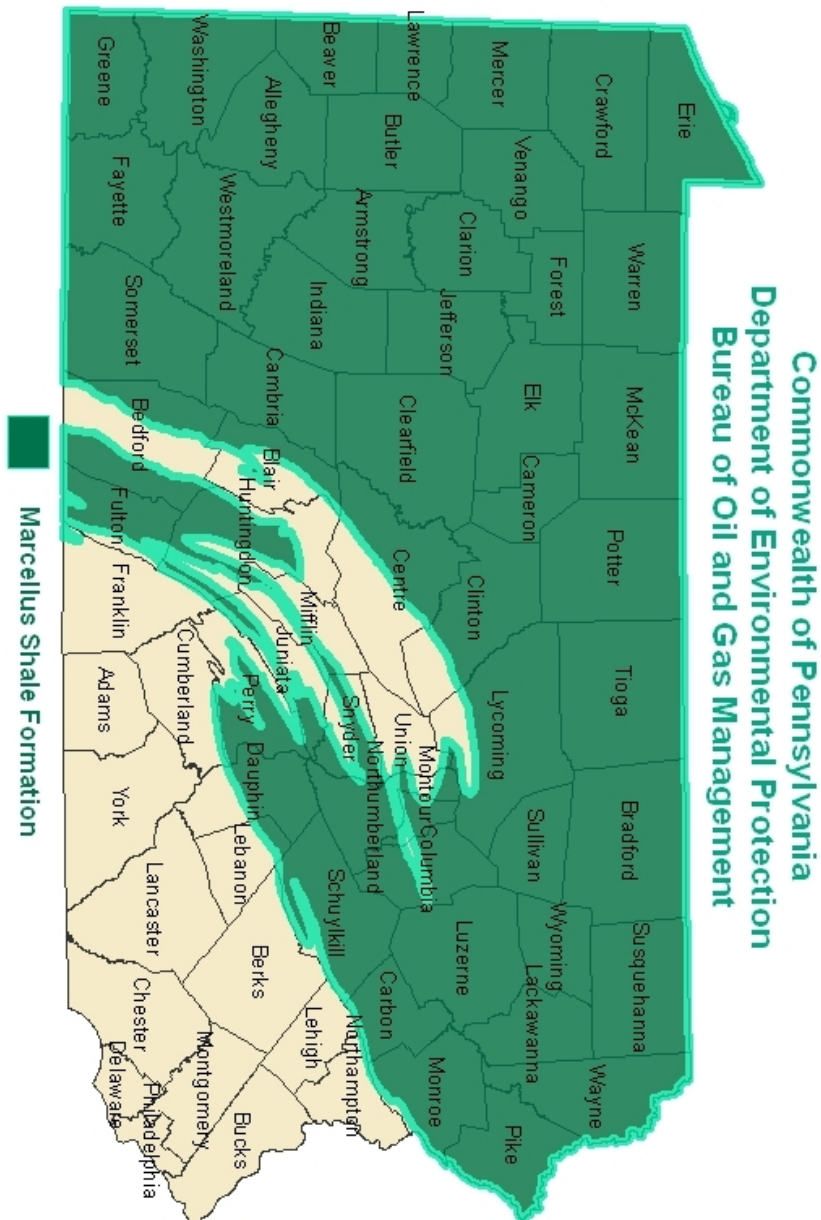 Commonwealth of Pennsylvania
Department of Environmental Protection
Bureau of Oil and Gas Management
Erie
Crawford
Warren
McKean
Potter
Tioga
Bradford
Susquehanna
Wayne
Mercer
Venango
Forest
Elk
Cameron
Clinton
Lycoming
Sullivan
Wyoming
Lackawanna
Pike
Lawrence
Butler
Clarion
Jefferson
Clearfield
Centre
Union
Montour
Columbia
Luzerne
Monroe
Beaver
Armstrong
Indiana
Cambria
Blair
Huntingdon
Mifflin
Juniata
Snyder
Northumberland
Schuylkill
Carbon
Northampton
Allegheny
Westmoreland
Perry
Dauphin
Lebanon
Berks
Lehigh
Washington
Somerset
Bedford
Fulton
Franklin
Cumberland
Adams
York
Lancaster
Chester
Montgomery
Bucks
Greene
Fayette
Delaware
Philadelphia
Marcellus Shale Formation